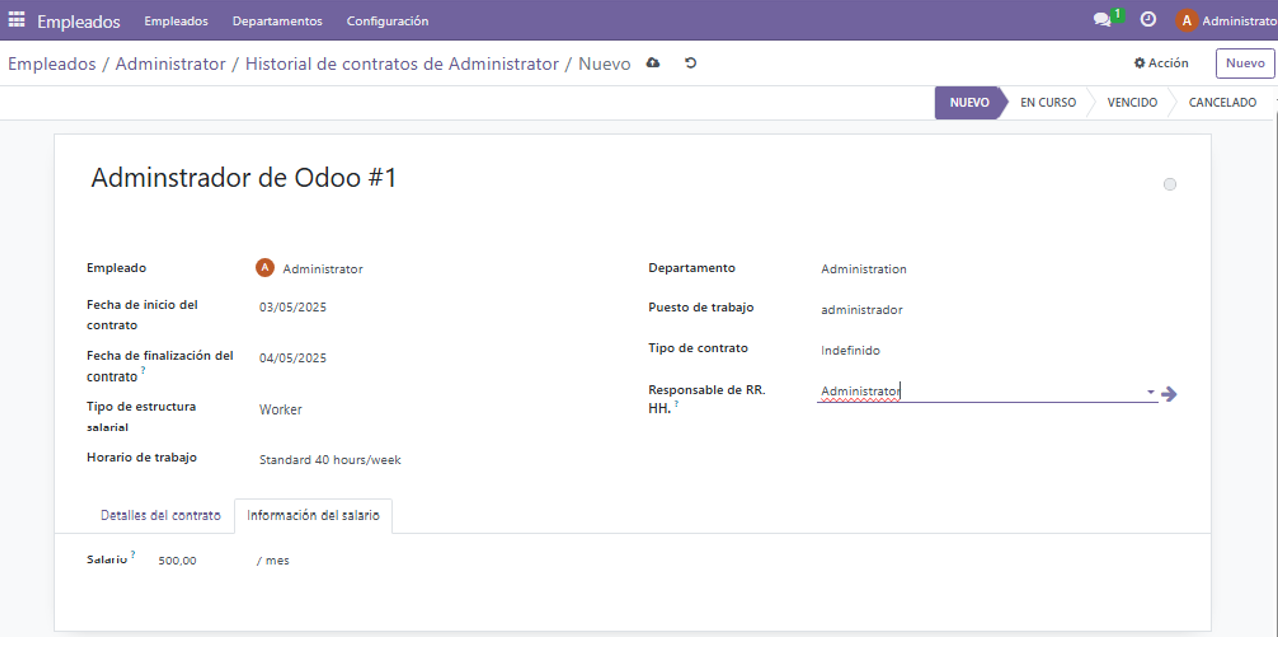 Empleados Empleados Departamentos Configuración 1 A Administrato
Empleados / Administrator / Historial de contratos de Administrator / Nuevo Acción Nuevo
NUEVO EN CURSO VENCIDO CANCELADO
Adminstrador de Odoo #1
Empleado A Administrator Departamento Administration
Fecha de inicio del contrato 03/05/2025 Puesto de trabajo administrador
Fecha de finalización del contrato ? 04/05/2025 Tipo de contrato Indefinido
Tipo de estructura salarial Worker Responsable de RR. HH. ? Administrator
Horario de trabajo Standard 40 hours/week
Detalles del contrato Información del salario
Salario ? 500,00 / mes